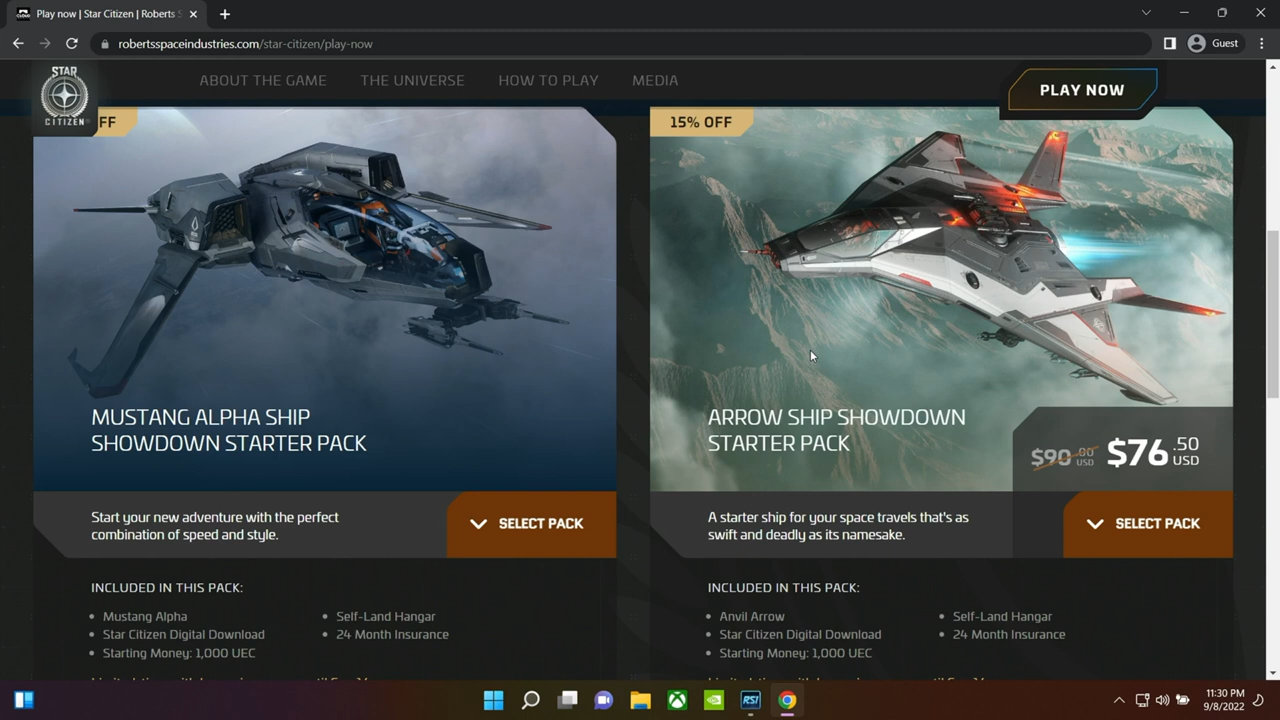 Play now | Star Citizen | Roberts S
robertsspaceindustries.com/star-citizen/play-now
Guest
STAR
CITIZEN
ABOUT THE GAME
THE UNIVERSE
HOW TO PLAY
MEDIA
PLAY NOW
FF
MUSTANG ALPHA SHIP
SHOWDOWN STARTER PACK
Start your new adventure with the perfect
combination of speed and style.
SELECT PACK
INCLUDED IN THIS PACK:
• Mustang Alpha
• Star Citizen Digital Download
• Starting Money: 1,000 UEC
• Self-Land Hangar
• 24 Month Insurance
15% OFF
ARROW SHIP SHOWDOWN
STARTER PACK
$90.00 USD
$76.50 USD
A starter ship for your space travels that's as
swift and deadly as its namesake.
SELECT PACK
INCLUDED IN THIS PACK:
• Anvil Arrow
• Star Citizen Digital Download
• Starting Money: 1,000 UEC
• Self-Land Hangar
• 24 Month Insurance
RSI
11:30 PM
9/8/2022